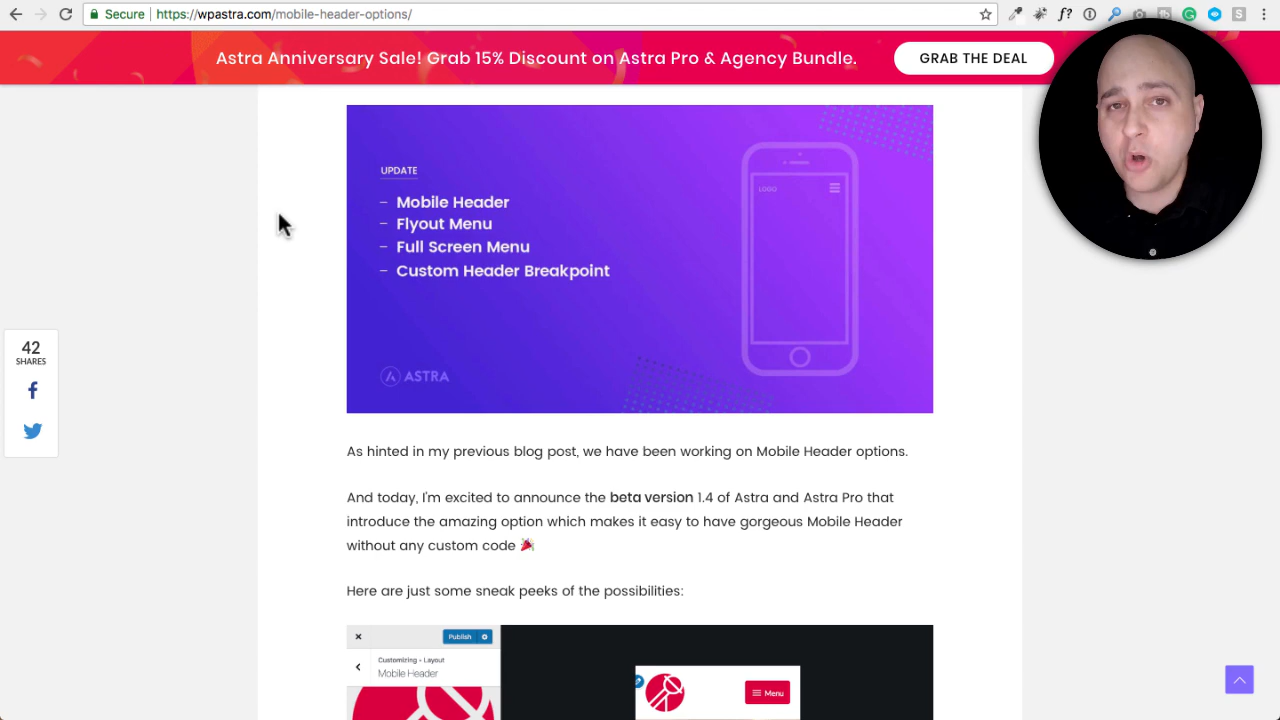 Secure
https://wpastra.com/mobile-header-options/
Astra Anniversary Sale! Grab 15% Discount on Astra Pro & Agency Bundle.
GRAB THE DEAL
UPDATE
– Mobile Header
– Flyout Menu
– Full Screen Menu
– Custom Header Breakpoint
LOGO
ASTRA
42
SHARES
As hinted in my previous blog post, we have been working on Mobile Header options.
And today, I'm excited to announce the beta version 1.4 of Astra and Astra Pro that
introduce the amazing option which makes it easy to have gorgeous Mobile Header
without any custom code 🎉
Here are just some sneak peeks of the possibilities:
Publish
Customizing • Layout
Mobile Header
Menu